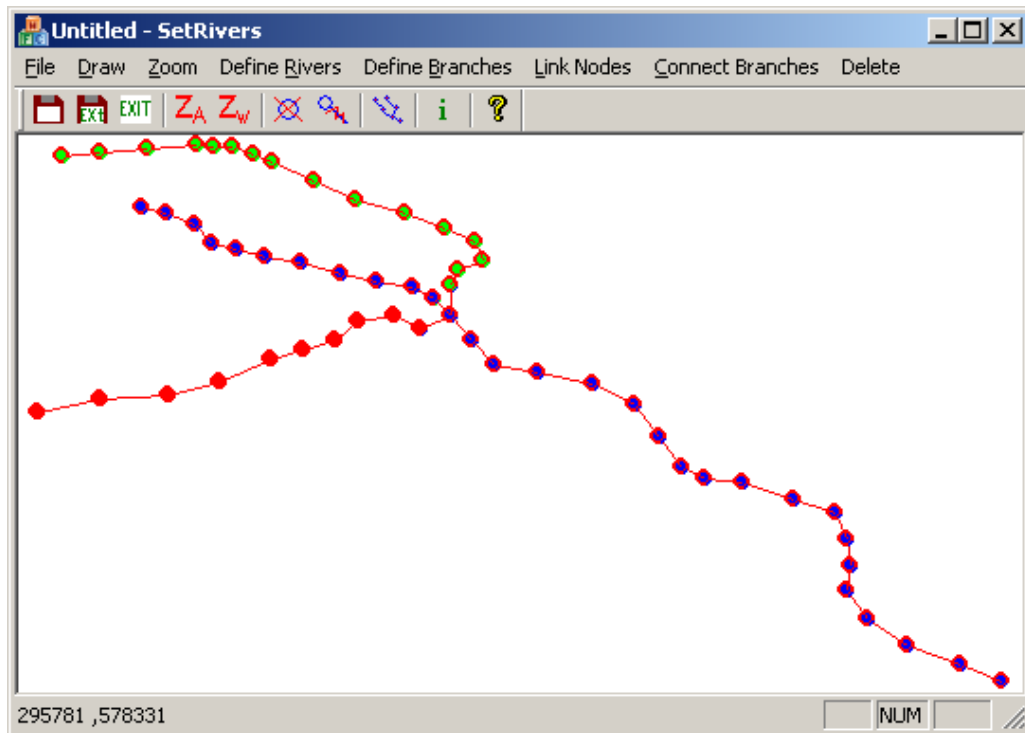 Untitled - SetRivers
File Draw Zoom Define Rivers Define Branches Link Nodes Connect Branches Delete
EXt EXIT ZA Zw i ?
295781 ,578331 NUM